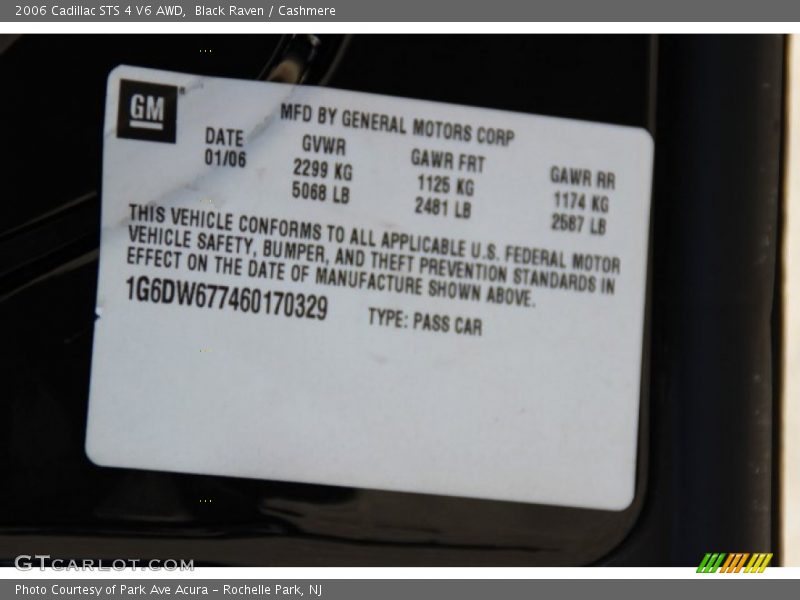 2006 Cadillac STS 4 V6 AWD, Black Raven / Cashmere
GM
MFD BY GENERAL MOTORS CORP
DATE GVWR GAWR FRT GAWR RR
01/06 2299 KG 1125 KG 1174 KG
5068 LB 2481 LB 2587 LB
THIS VEHICLE CONFORMS TO ALL APPLICABLE U.S. FEDERAL MOTOR
VEHICLE SAFETY, BUMPER, AND THEFT PREVENTION STANDARDS IN
EFFECT ON THE DATE OF MANUFACTURE SHOWN ABOVE.
1G6DW677460170329 TYPE: PASS CAR
GTCARLOT.COM
Photo Courtesy of Park Ave Acura - Rochelle Park, NJ